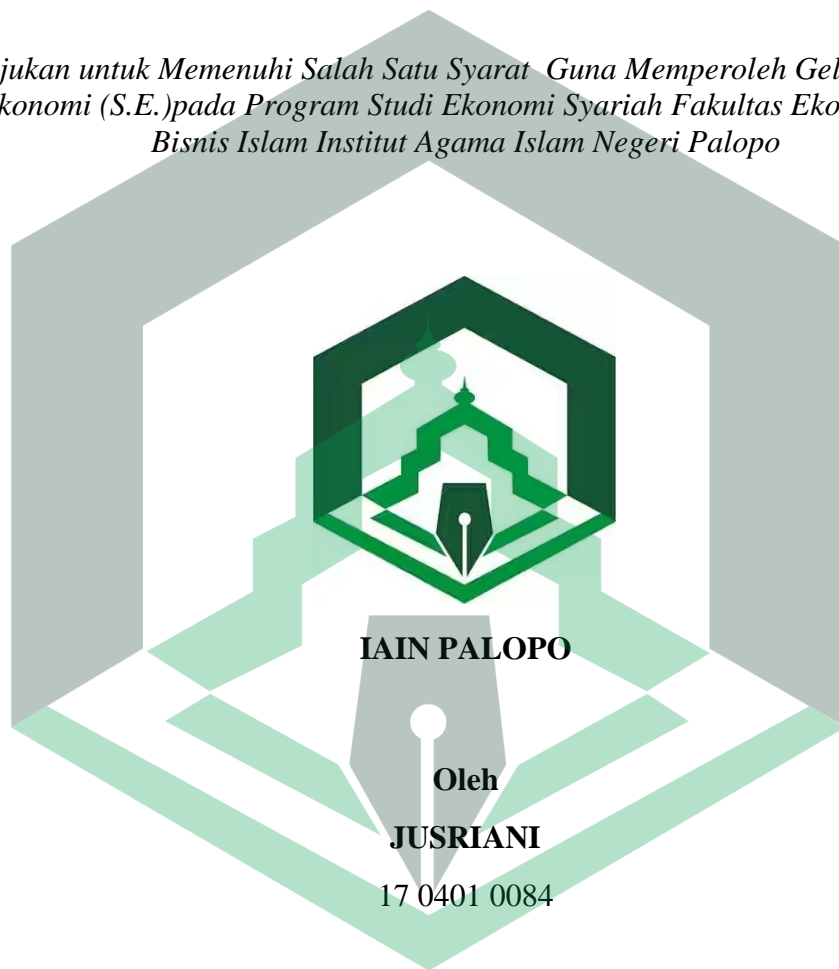 jukan untuk Memenuhi Salah Satu Syarat Guna Memperoleh Gel
konomi (S.E.)pada Program Studi Ekonomi Syariah Fakultas Eko
Bisnis Islam Institut Agama Islam Negeri Palopo
IAIN PALOPO
Oleh
JUSRIANI
17 0401 0084